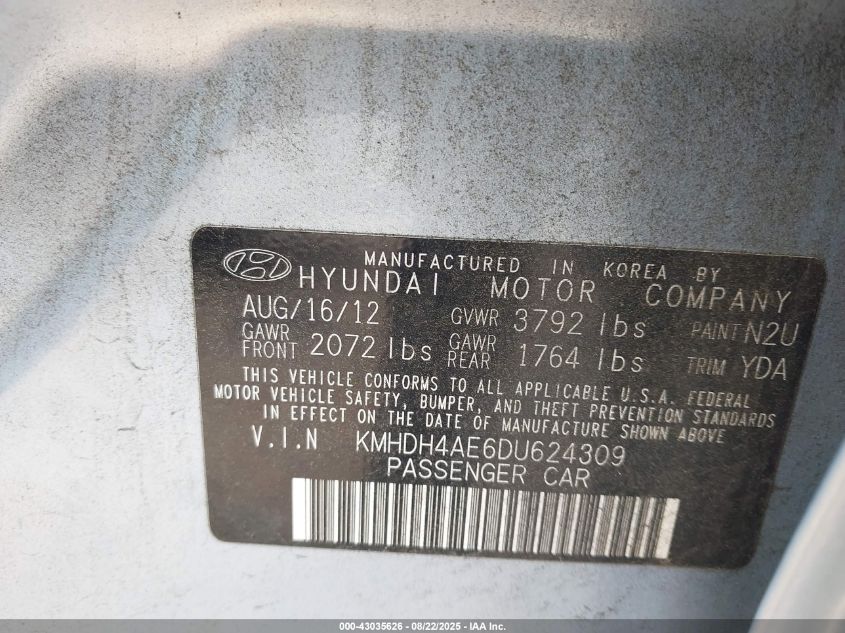 MANUFACTURED IN KOREA BY
HYUNDAI MOTOR COMPANY
AUG/16/12 GVWR 3792 lbs PAINT N2U
GAWR FRONT 2072 lbs GAWR REAR 1764 lbs TRIM YDA
THIS VEHICLE CONFORMS TO ALL APPLICABLE U.S.A. FEDERAL
MOTOR VEHICLE SAFETY, BUMPER, AND THEFT PREVENTION STANDARDS
IN EFFECT ON THE DATE OF MANUFACTURE SHOWN ABOVE
V.I.N KMHDH4AE6DU624309
PASSENGER CAR
000-43035626 - 08/22/2025 - IAA Inc.